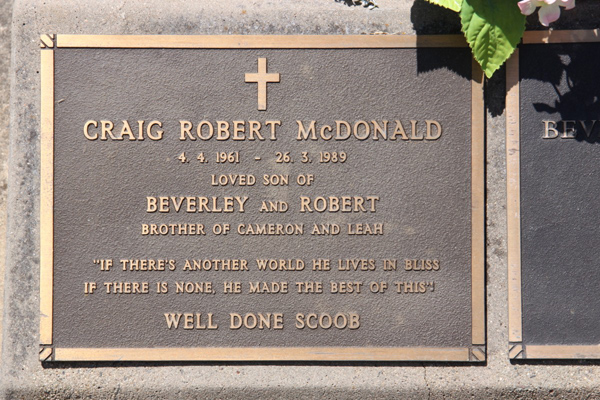 CRAIG ROBERT McDONALD
4. 4. 1961 - 26. 3. 1989
LOVED SON OF
BEVERLEY AND ROBERT
BROTHER OF CAMERON AND LEAH
"IF THERE'S ANOTHER WORLD HE LIVES IN BLISS
IF THERE IS NONE, HE MADE THE BEST OF THIS"!
WELL DONE SCOOB
BEV